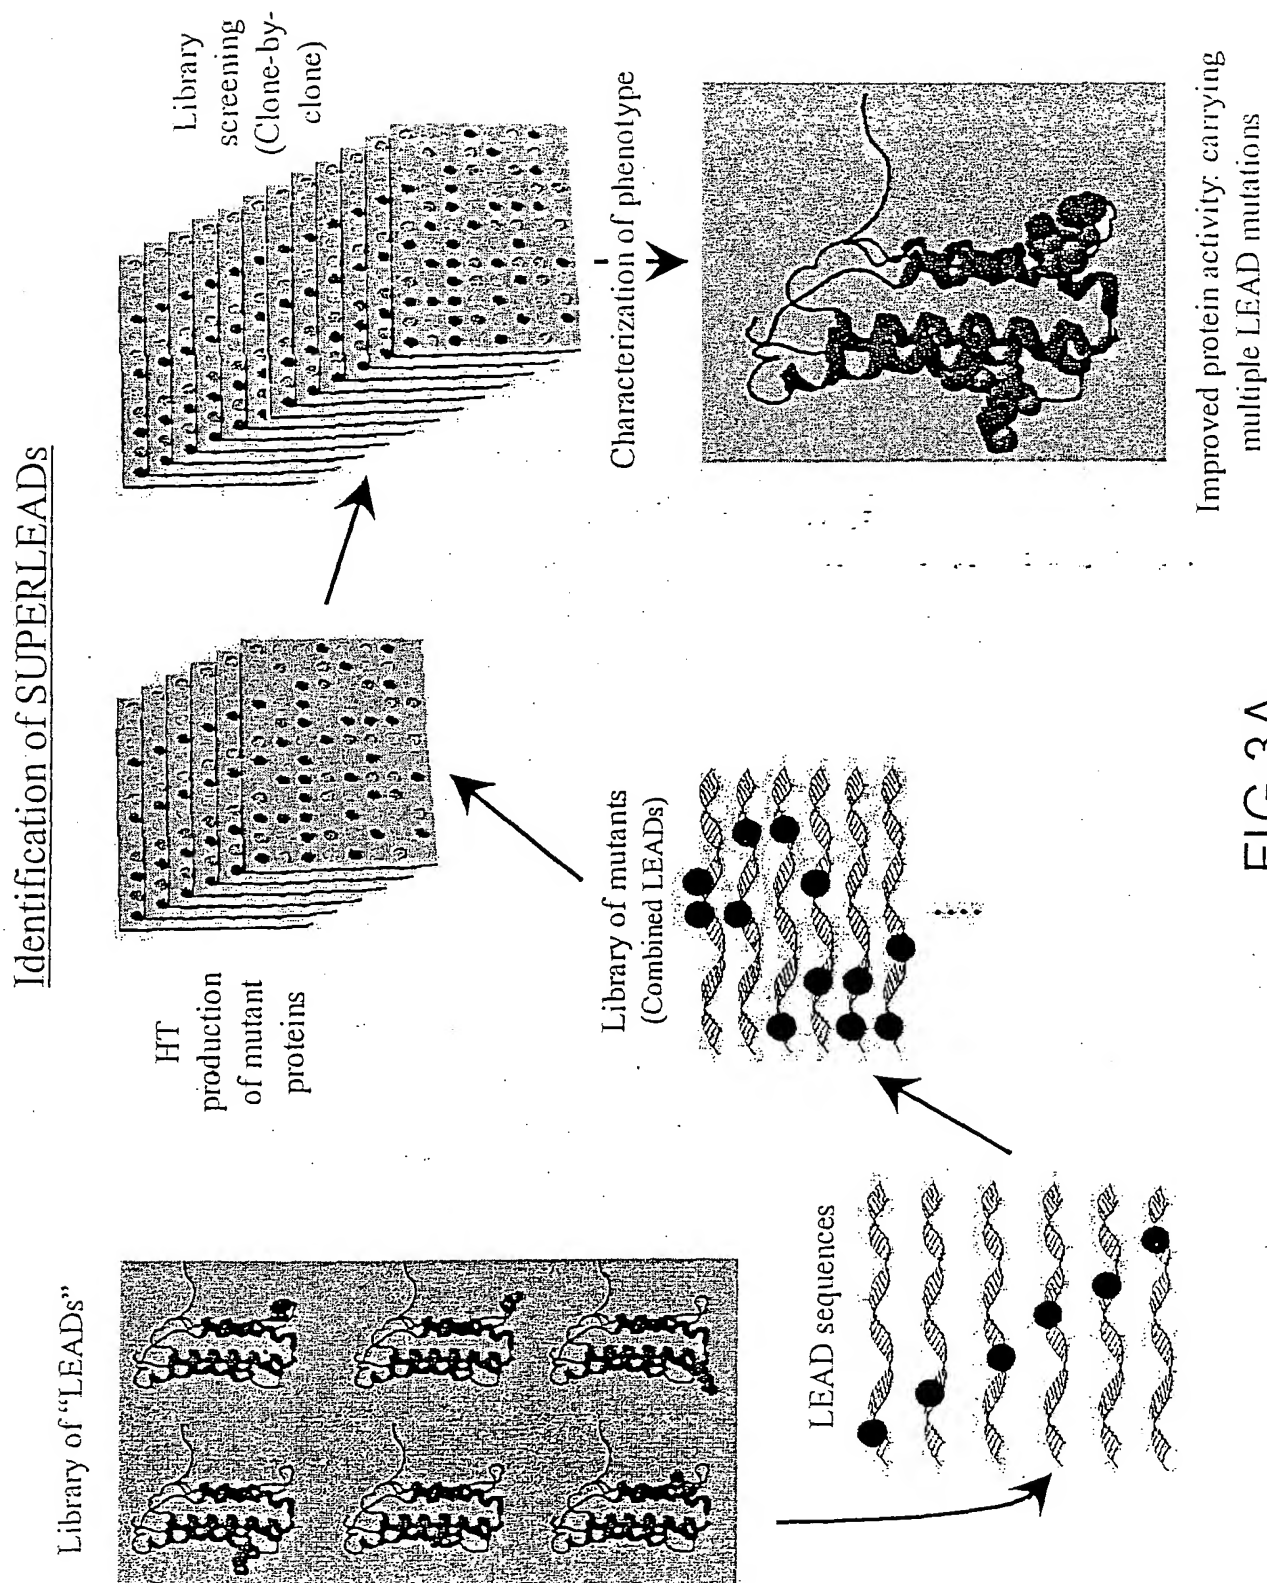 Identification of SUPERLEADs
Library of “LEADs”
LEAD sequences
Library of mutants
(Combined LEADs)
HT
production
of mutant
proteins
Library
screening
(Clone-by-
clone)
Characterization of phenotype
Improved protein activity: carrying
multiple LEAD mutations
FIG 3A